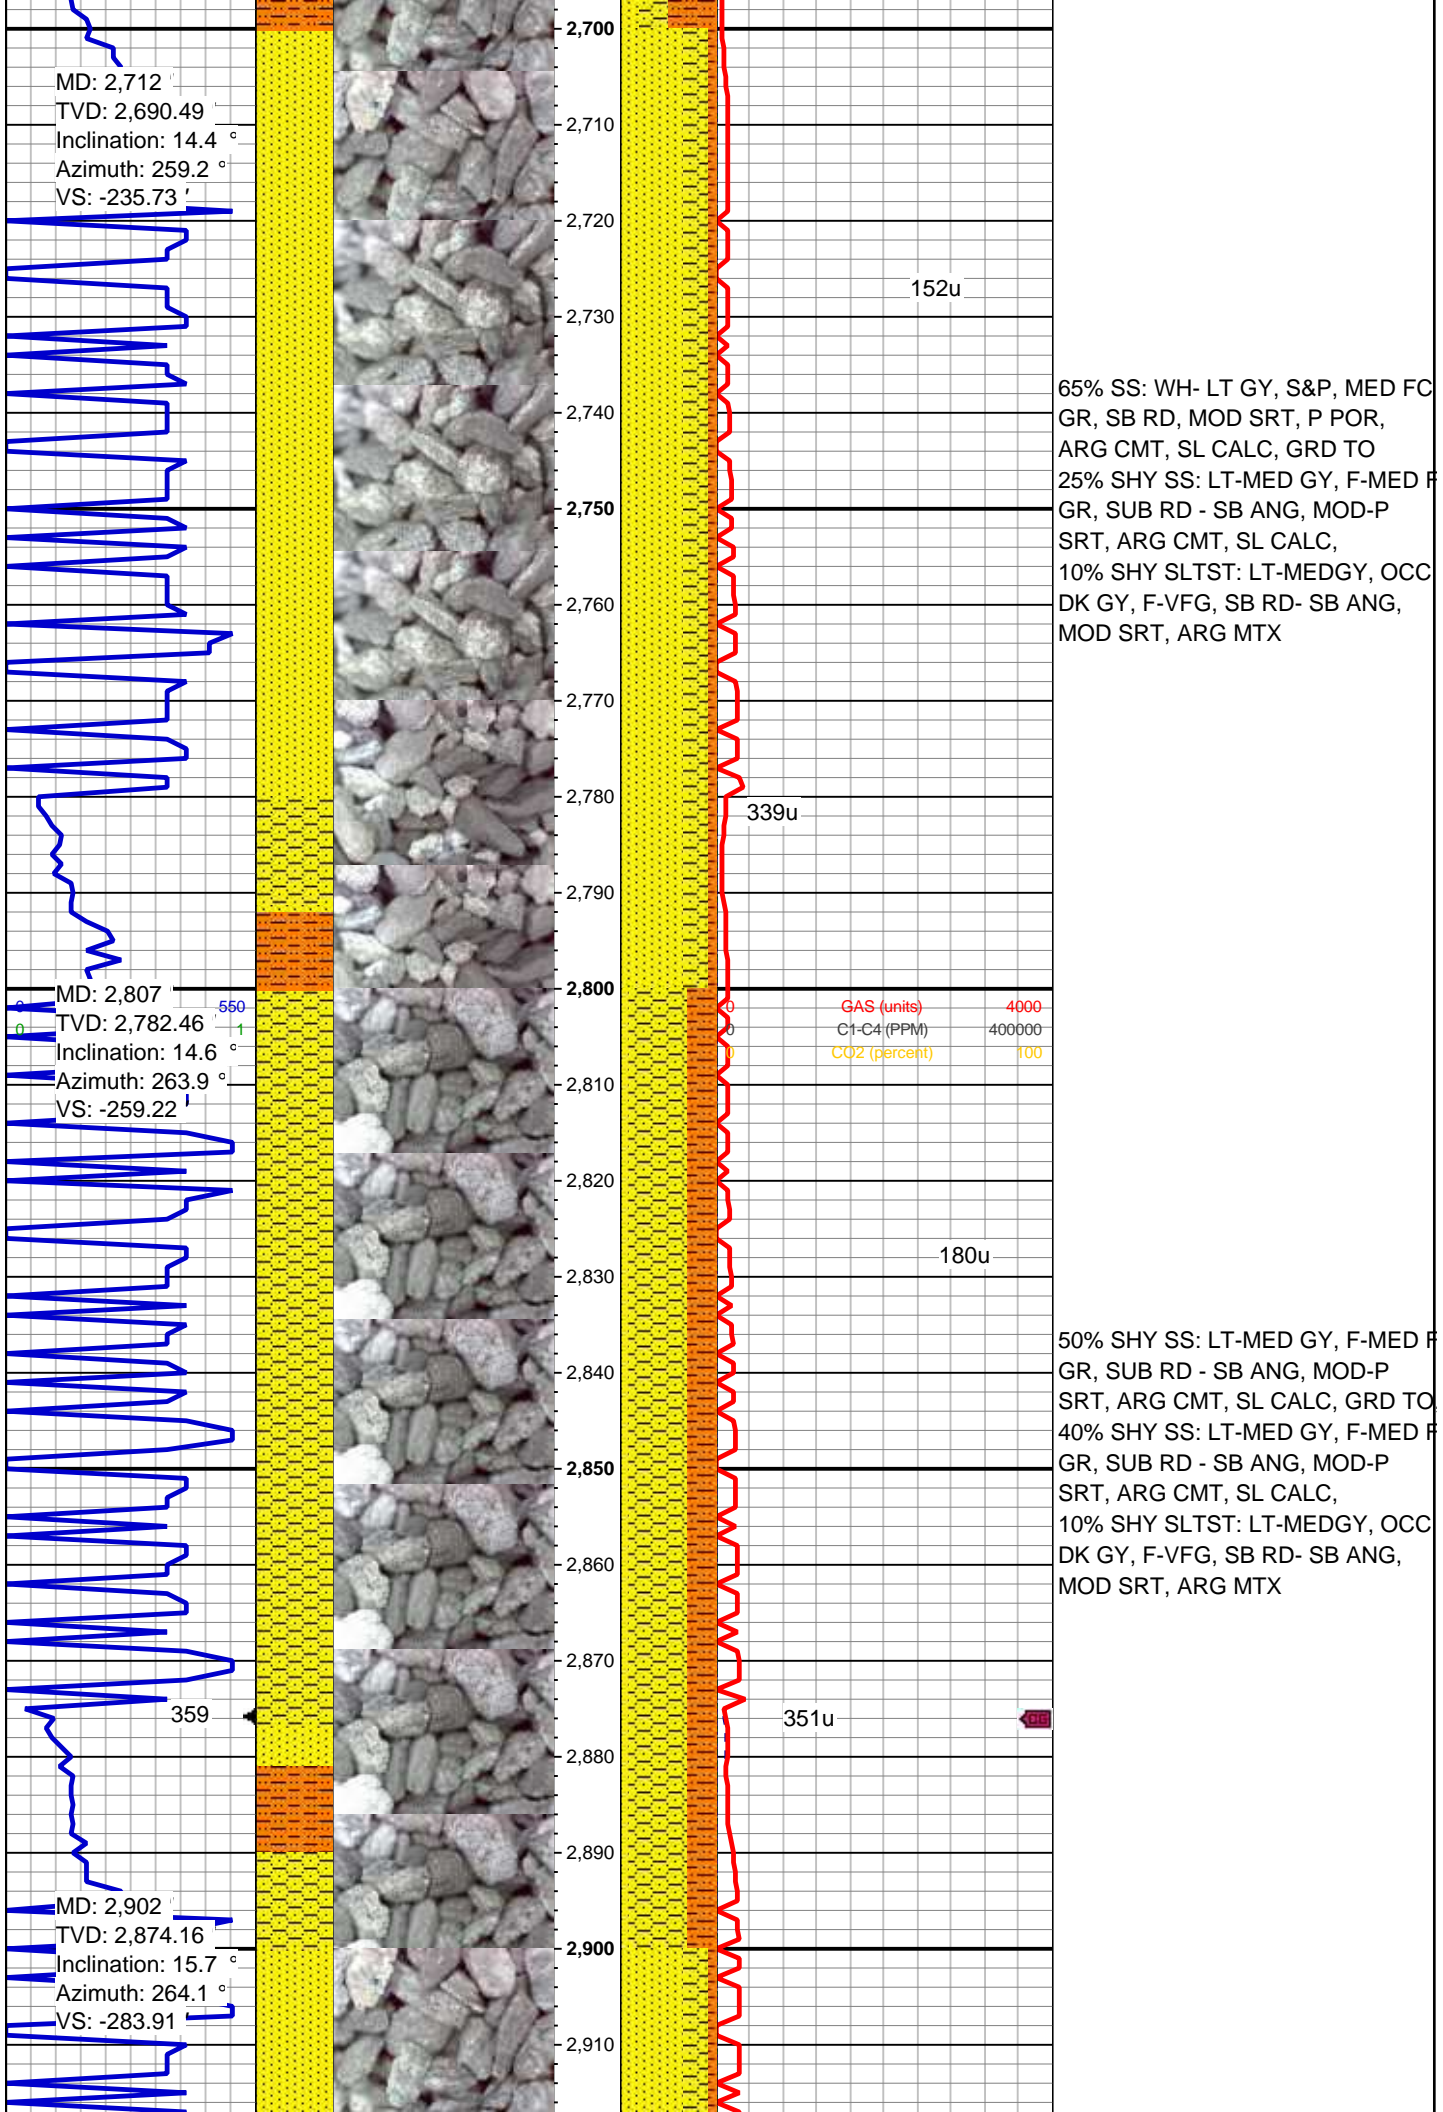 2,700
MD: 2,712 '
TVD: 2,690.49 '
Inclination: 14.4 °
Azimuth: 259.2 °
VS: -235.73 '
2,710
2,720
152u
2,730
65% SS: WH- LT GY, S&P, MED FC
GR, SB RD, MOD SRT, P POR,
ARG CMT, SL CALC, GRD TO
25% SHY SS: LT-MED GY, F-MED F
GR, SUB RD - SB ANG, MOD-P
SRT, ARG CMT, SL CALC,
10% SHY SLTST: LT-MEDGY, OCC
DK GY, F-VFG, SB RD- SB ANG,
MOD SRT, ARG MTX
2,740
2,750
2,760
2,770
2,780
339u
2,790
2,800
MD: 2,807 '
TVD: 2,782.46 '
Inclination: 14.6 °
Azimuth: 263.9 °
VS: -259.22 '
0 550
0 1
0 GAS (units) 4000
0 C1-C4 (PPM) 400000
0 CO2 (percent) 100
2,810
2,820
180u
2,830
50% SHY SS: LT-MED GY, F-MED F
GR, SUB RD - SB ANG, MOD-P
SRT, ARG CMT, SL CALC, GRD TO
40% SHY SS: LT-MED GY, F-MED F
GR, SUB RD - SB ANG, MOD-P
SRT, ARG CMT, SL CALC,
10% SHY SLTST: LT-MEDGY, OCC
DK GY, F-VFG, SB RD- SB ANG,
MOD SRT, ARG MTX
2,840
2,850
2,860
2,870
359
351u
CG
2,880
2,890
MD: 2,902 '
TVD: 2,874.16 '
Inclination: 15.7 °
Azimuth: 264.1 °
VS: -283.91 '
2,900
2,910